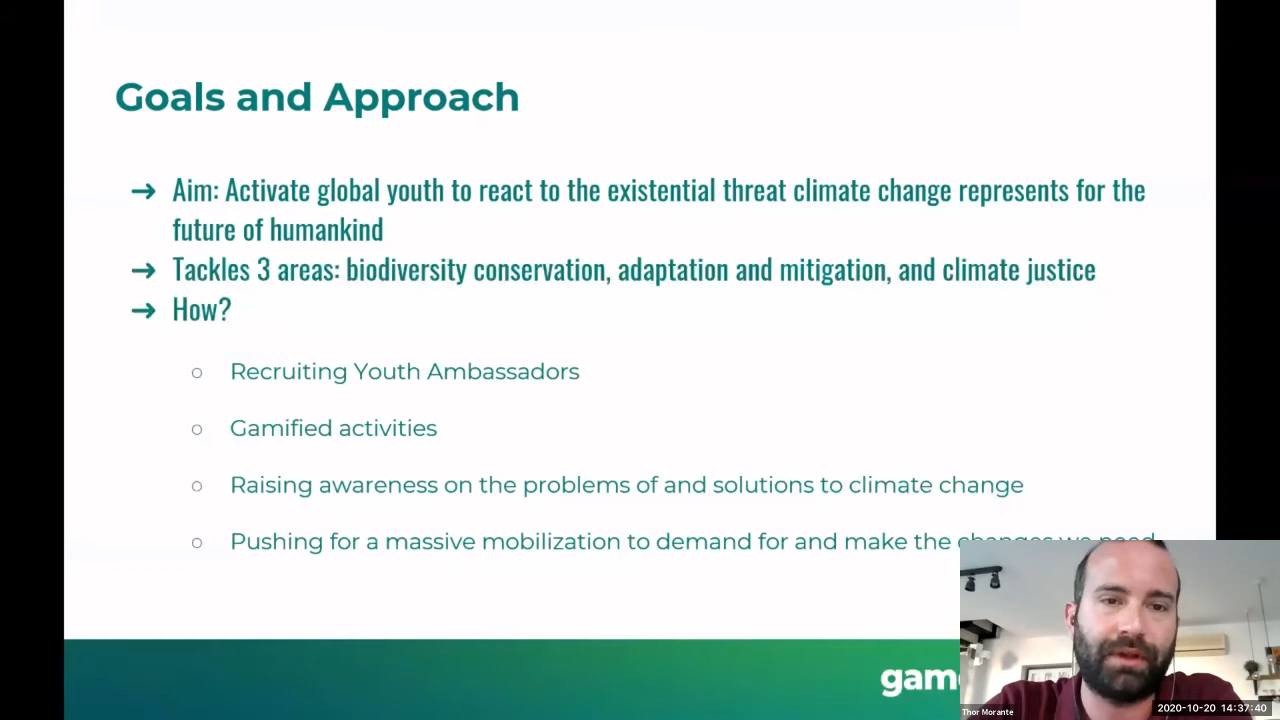 Goals and Approach
➔ Aim: Activate global youth to react to the existential threat climate change represents for the
future of humankind
➔ Tackles 3 areas: biodiversity conservation, adaptation and mitigation, and climate justice
➔ How?
○ Recruiting Youth Ambassadors
○ Gamified activities
○ Raising awareness on the problems of and solutions to climate change
○ Pushing for a massive mobilization to demand for and make the changes we need
Thor Morante
2020-10-20 14:37:40